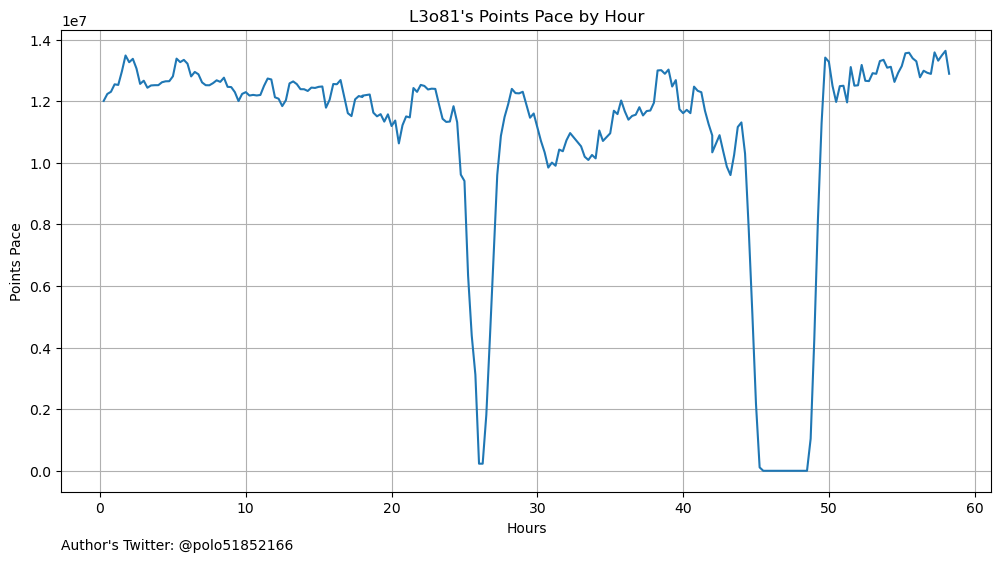 L3o81's Points Pace by Hour
1e7
1.4
1.2
1.0
0.8
0.6
0.4
0.2
0.0
Points Pace
0 10 20 30 40 50 60
Hours
Author's Twitter: @polo51852166